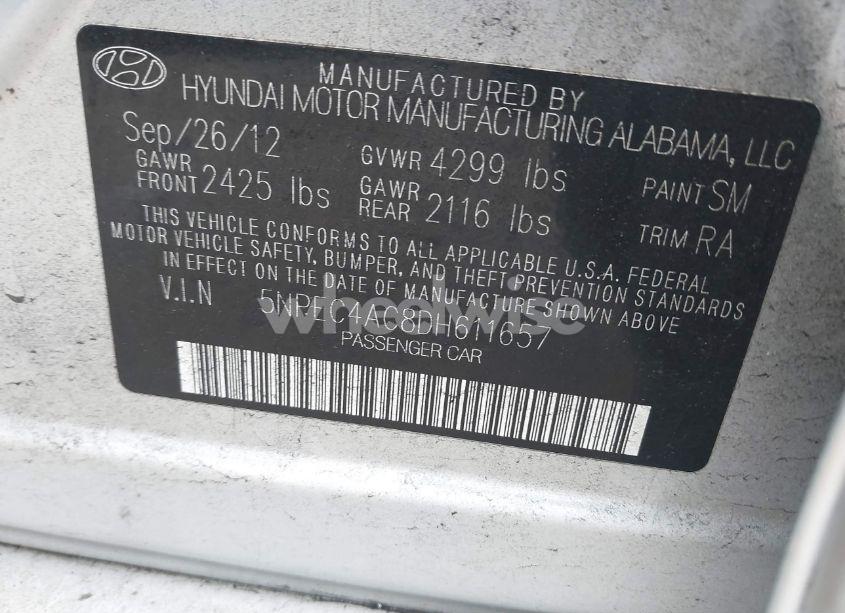 MANUFACTURED BY
HYUNDAI MOTOR MANUFACTURING ALABAMA, LLC
Sep/26/12 GVWR 4299 lbs PAINT SM
GAWR FRONT 2425 lbs GAWR REAR 2116 lbs TRIM RA
THIS VEHICLE CONFORMS TO ALL APPLICABLE U.S.A. FEDERAL
MOTOR VEHICLE SAFETY, BUMPER, AND THEFT PREVENTION STANDARDS
IN EFFECT ON THE DATE OF MANUFACTURE SHOWN ABOVE
V.I.N 5NPEC4AC8DH611657
PASSENGER CAR
wheelwise